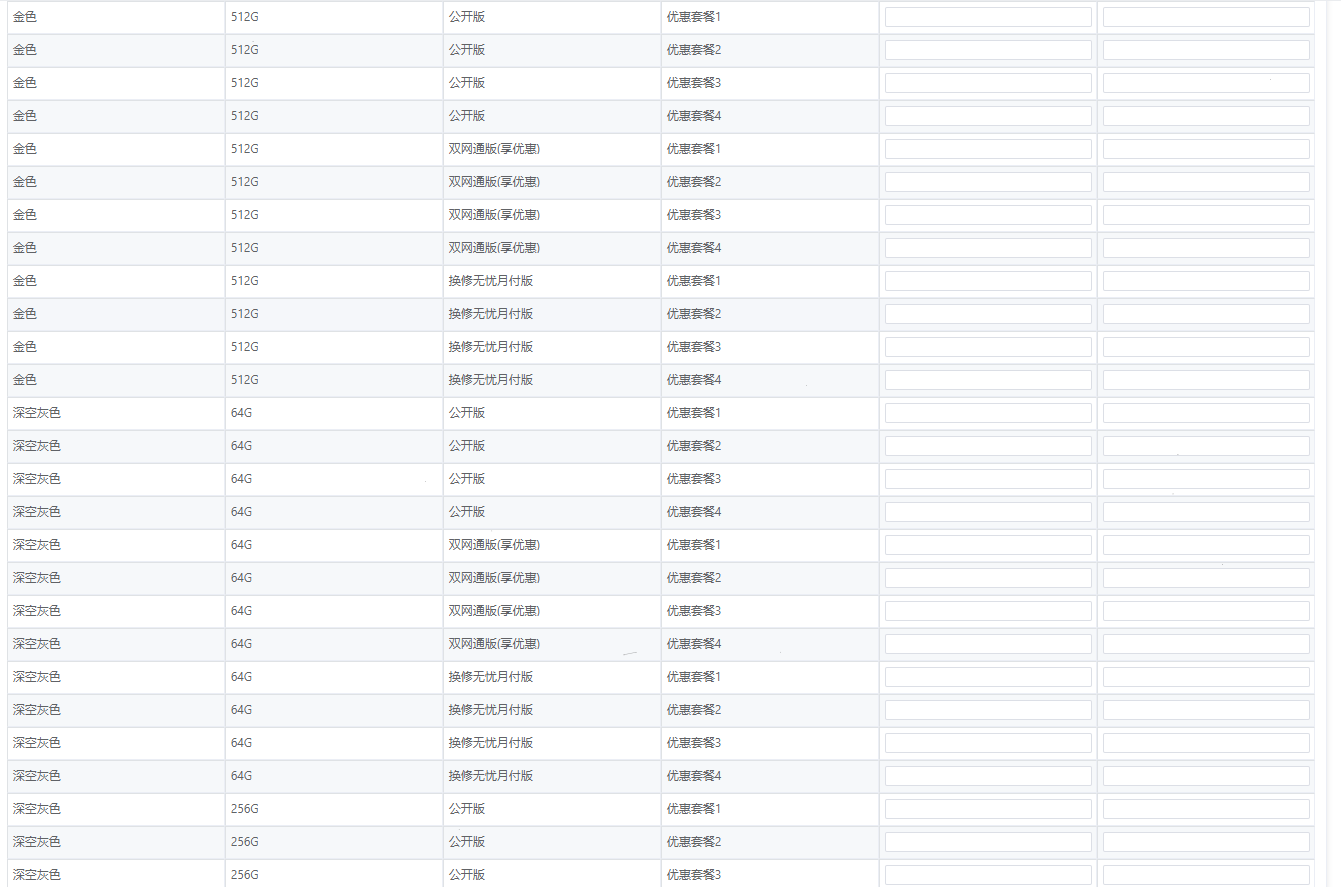 金色 512G 公开版 优惠套餐1
金色 512G 公开版 优惠套餐2
金色 512G 公开版 优惠套餐3
金色 512G 公开版 优惠套餐4
金色 512G 双网通版(享优惠) 优惠套餐1
金色 512G 双网通版(享优惠) 优惠套餐2
金色 512G 双网通版(享优惠) 优惠套餐3
金色 512G 双网通版(享优惠) 优惠套餐4
金色 512G 换修无忧月付版 优惠套餐1
金色 512G 换修无忧月付版 优惠套餐2
金色 512G 换修无忧月付版 优惠套餐3
金色 512G 换修无忧月付版 优惠套餐4
深空灰色 64G 公开版 优惠套餐1
深空灰色 64G 公开版 优惠套餐2
深空灰色 64G 公开版 优惠套餐3
深空灰色 64G 公开版 优惠套餐4
深空灰色 64G 双网通版(享优惠) 优惠套餐1
深空灰色 64G 双网通版(享优惠) 优惠套餐2
深空灰色 64G 双网通版(享优惠) 优惠套餐3
深空灰色 64G 双网通版(享优惠) 优惠套餐4
深空灰色 64G 换修无忧月付版 优惠套餐1
深空灰色 64G 换修无忧月付版 优惠套餐2
深空灰色 64G 换修无忧月付版 优惠套餐3
深空灰色 64G 换修无忧月付版 优惠套餐4
深空灰色 256G 公开版 优惠套餐1
深空灰色 256G 公开版 优惠套餐2
深空灰色 256G 公开版 优惠套餐3